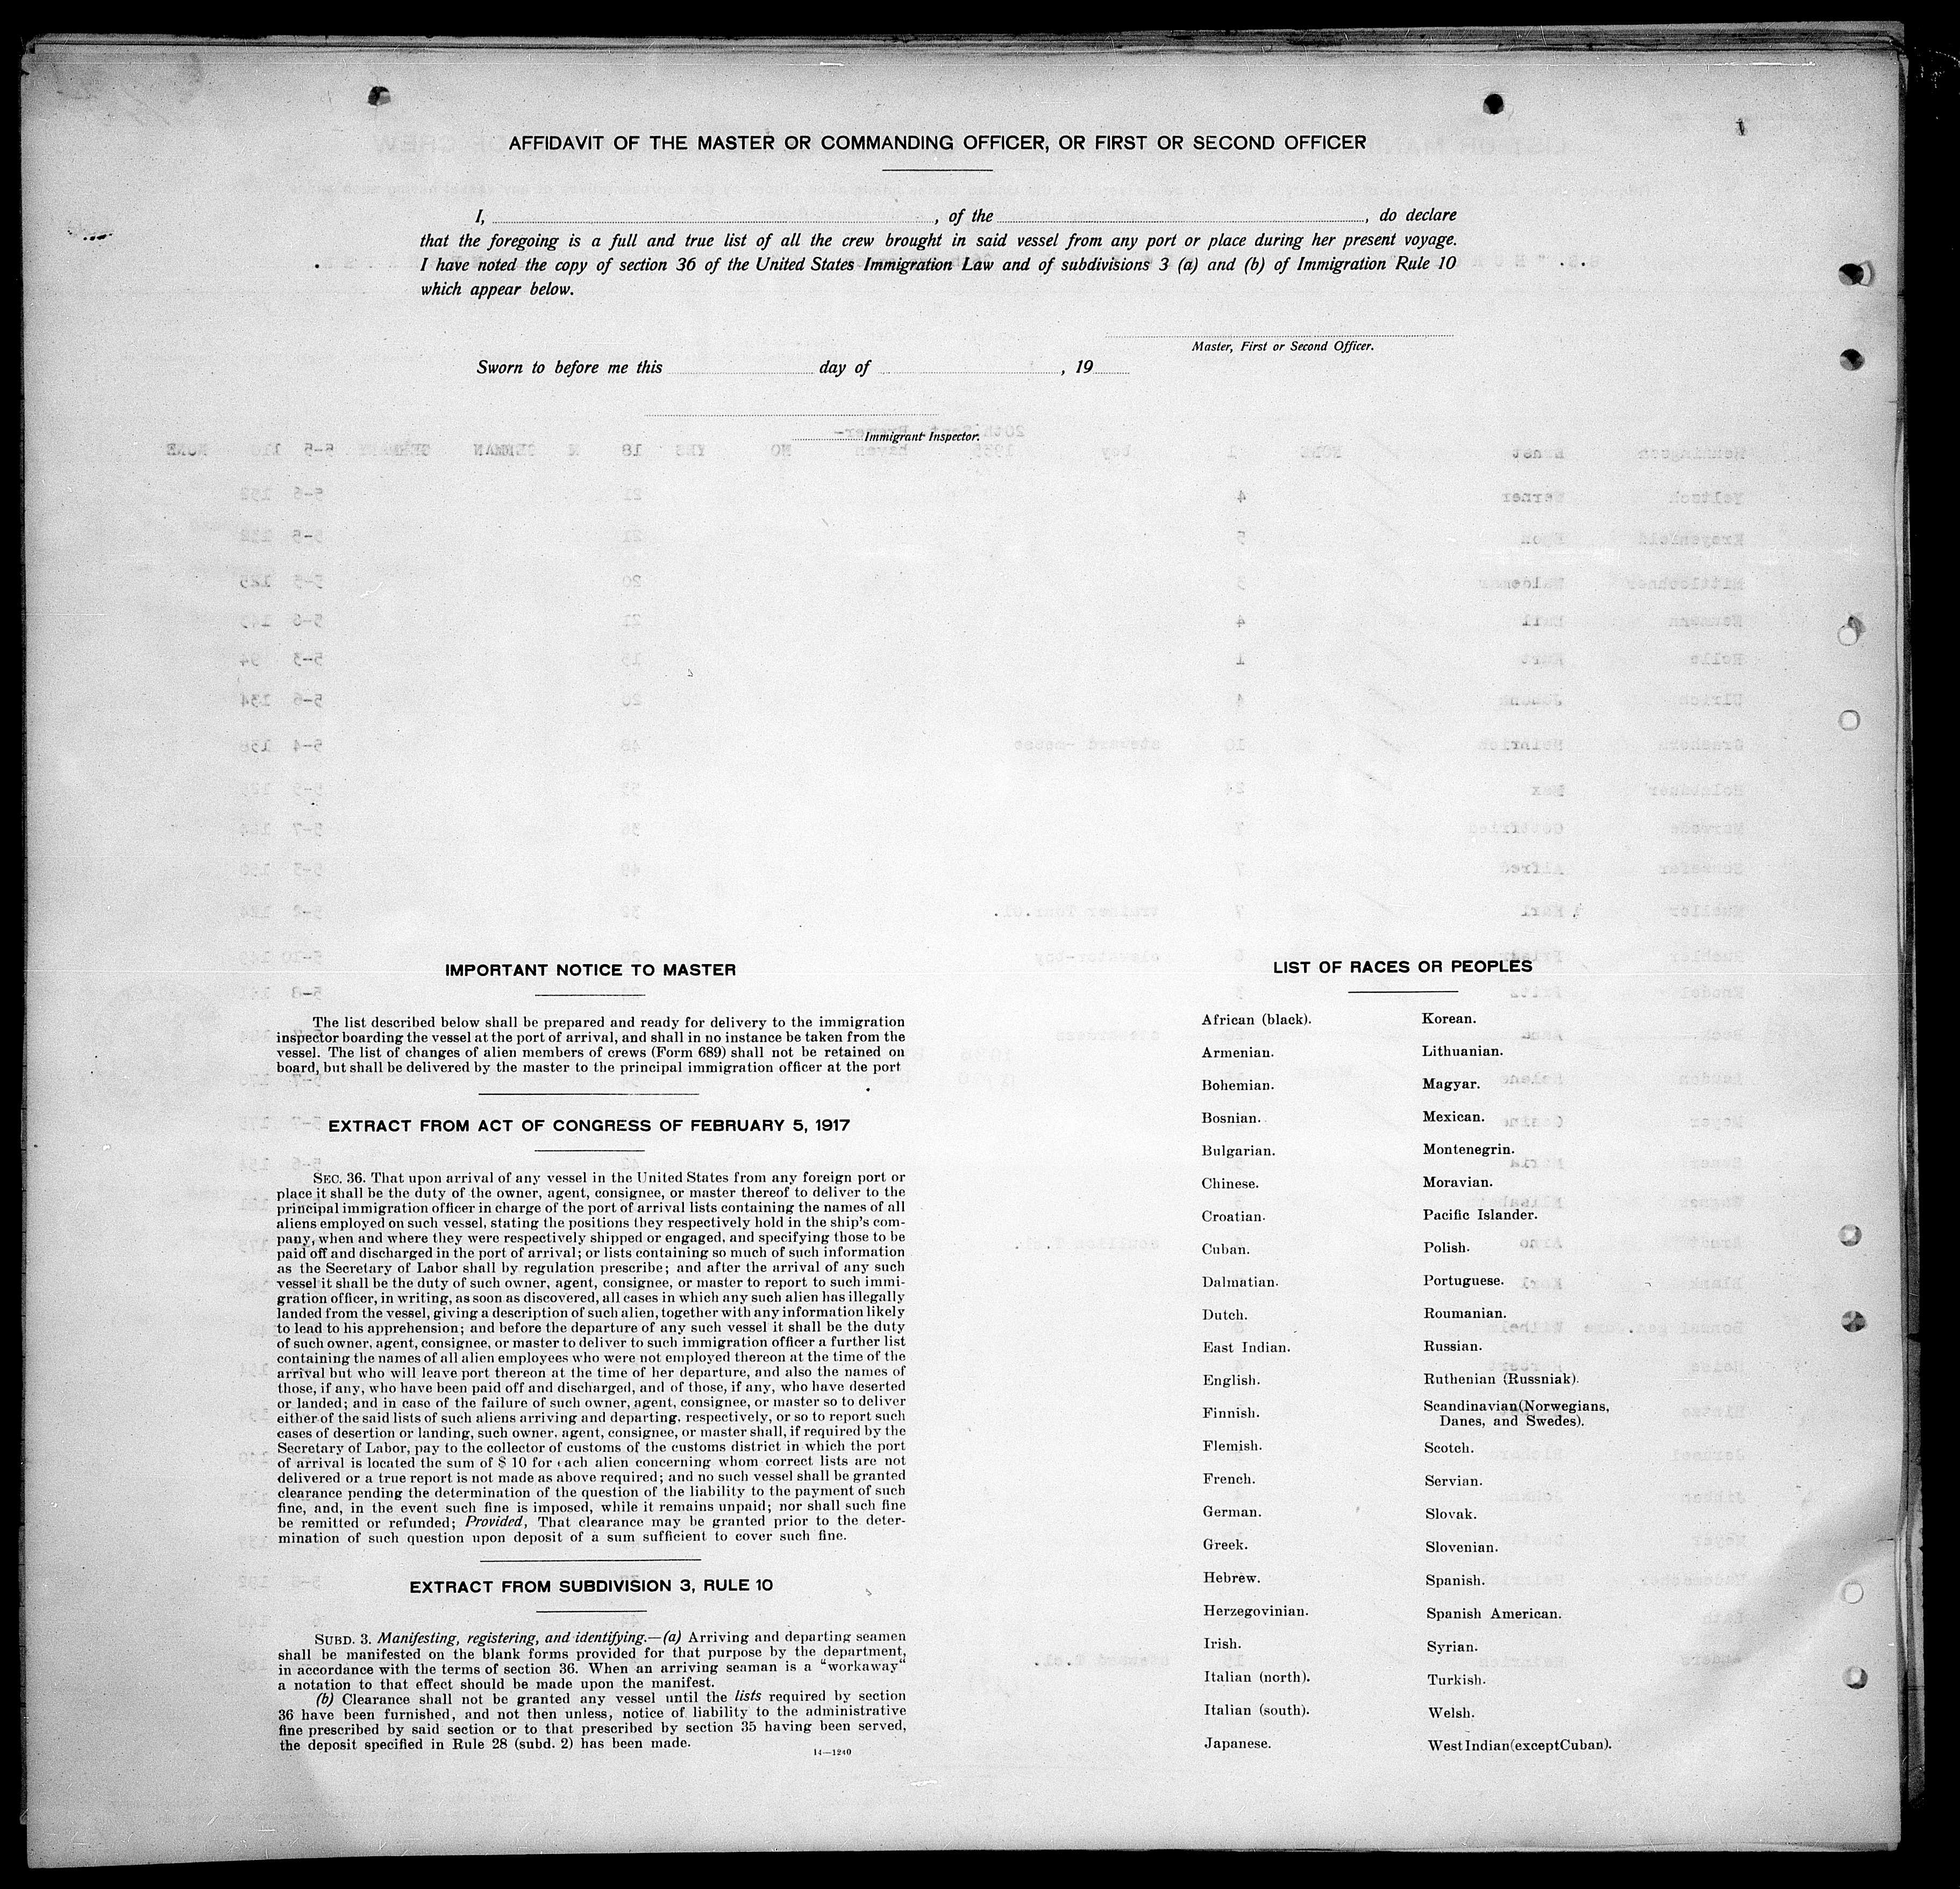 AFFIDAVIT OF THE MASTER OR COMMANDING OFFICER, OR FIRST OR SECOND OFFICER
I, , of the , do declare
that the foregoing is a full and true list of all the crew brought in said vessel from any port or place during her present voyage.
I have noted the copy of section 36 of the United States Immigration Law and of subdivisions 3 (a) and (b) of Immigration Rule 10
which appear below.
Master, First or Second Officer.
Sworn to before me this day of , 19
Immigrant Inspector.
IMPORTANT NOTICE TO MASTER
The list described below shall be prepared and ready for delivery to the immigration
inspector boarding the vessel at the port of arrival, and shall in no instance be taken from the
vessel. The list of changes of alien members of crews (Form 689) shall not be retained on
board, but shall be delivered by the master to the principal immigration officer at the port
EXTRACT FROM ACT OF CONGRESS OF FEBRUARY 5, 1917
SEC. 36. That upon arrival of any vessel in the United States from any foreign port or
place it shall be the duty of the owner, agent, consignee, or master thereof to deliver to the
principal immigration officer in charge of the port of arrival lists containing the names of all
aliens employed on such vessel, stating the positions they respectively hold in the ship's com-
pany, when and where they were respectively shipped or engaged, and specifying those to be
paid off and discharged in the port of arrival; or lists containing so much of such information
as the Secretary of Labor shall by regulation prescribe; and after the arrival of any such
vessel it shall be the duty of such owner, agent, consignee, or master to report to such immi-
gration officer, in writing, as soon as discovered, all cases in which any such alien has illegally
landed from the vessel, giving a description of such alien, together with any information likely
to lead to his apprehension; and before the departure of any such vessel it shall be the duty
of such owner, agent, consignee, or master to deliver to such immigration officer a further list
containing the names of all alien employees who were not employed thereon at the time of the
arrival but who will leave port thereon at the time of her departure, and also the names of
those, if any, who have been paid off and discharged, and of those, if any, who have deserted
or landed; and in case of the failure of such owner, agent, consignee, or master so to deliver
either of the said lists of such aliens arriving and departing, respectively, or so to report such
cases of desertion or landing, such owner, agent, consignee, or master shall, if required by the
Secretary of Labor, pay to the collector of customs of the customs district in which the port
of arrival is located the sum of $ 10 for each alien concerning whom correct lists are not
delivered or a true report is not made as above required; and no such vessel shall be granted
clearance pending the determination of the question of the liability to the payment of such
fine, and, in the event such fine is imposed, while it remains unpaid; nor shall such fine
be remitted or refunded; Provided, That clearance may be granted prior to the deter-
mination of such question upon deposit of a sum sufficient to cover such fine.
EXTRACT FROM SUBDIVISION 3, RULE 10
SUBD. 3. Manifesting, registering, and identifying.—(a) Arriving and departing seamen
shall be manifested on the blank forms provided for that purpose by the department,
in accordance with the terms of section 36. When an arriving seaman is a "workaway"
a notation to that effect should be made upon the manifest.
(b) Clearance shall not be granted any vessel until the lists required by section
36 have been furnished, and not then unless, notice of liability to the administrative
fine prescribed by said section or to that prescribed by section 35 having been served,
the deposit specified in Rule 28 (subd. 2) has been made.
14—1240
LIST OF RACES OR PEOPLES
African (black).
Armenian.
Bohemian.
Bosnian.
Bulgarian.
Chinese.
Croatian.
Cuban.
Dalmatian.
Dutch.
East Indian.
English.
Finnish.
Flemish.
French.
German.
Greek.
Hebrew.
Herzegovinian.
Irish.
Italian (north).
Italian (south).
Japanese.
Korean.
Lithuanian.
Magyar.
Mexican.
Montenegrin.
Moravian.
Pacific Islander.
Polish.
Portuguese.
Roumanian.
Russian.
Ruthenian (Russniak).
Scandinavian (Norwegians,
Danes, and Swedes).
Scotch.
Servian.
Slovak.
Slovenian.
Spanish.
Spanish American.
Syrian.
Turkish.
Welsh.
West Indian (except Cuban).